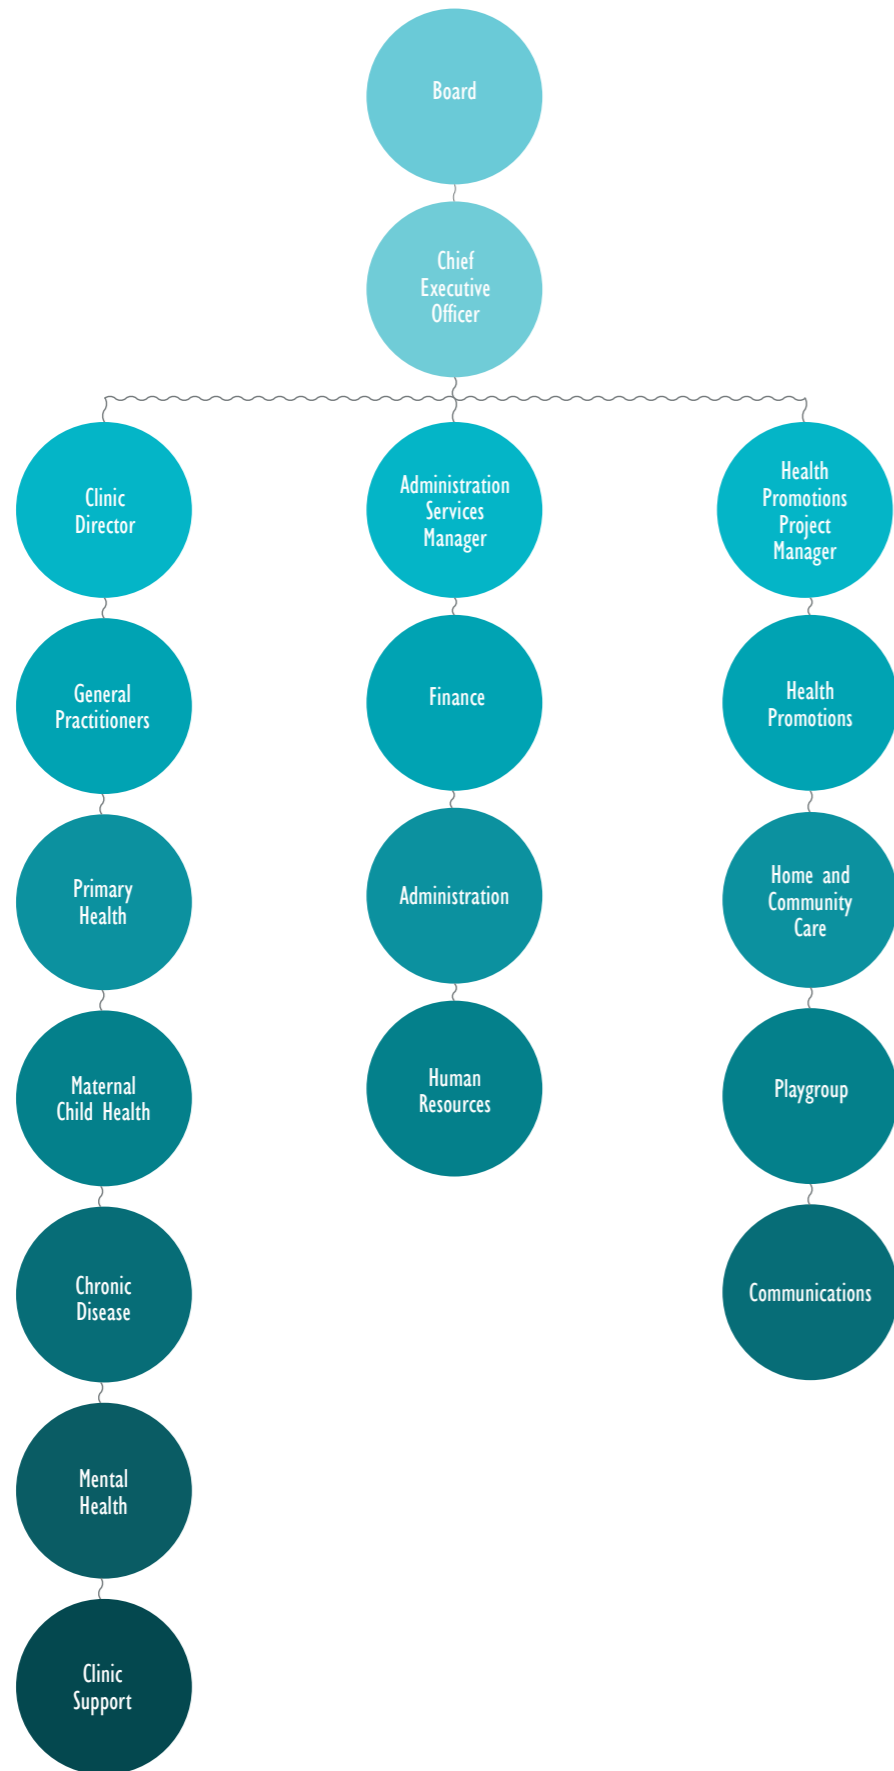 Board
Chief
Executive
Officer
Clinic
Director
Administration
Services
Manager
Health
Promotions
Project
Manager
General
Practitioners
Finance
Health
Promotions
Primary
Health
Administration
Home and
Community
Care
Maternal
Child Health
Human
Resources
Playgroup
Chronic
Disease
Communications
Mental
Health
Clinic
Support